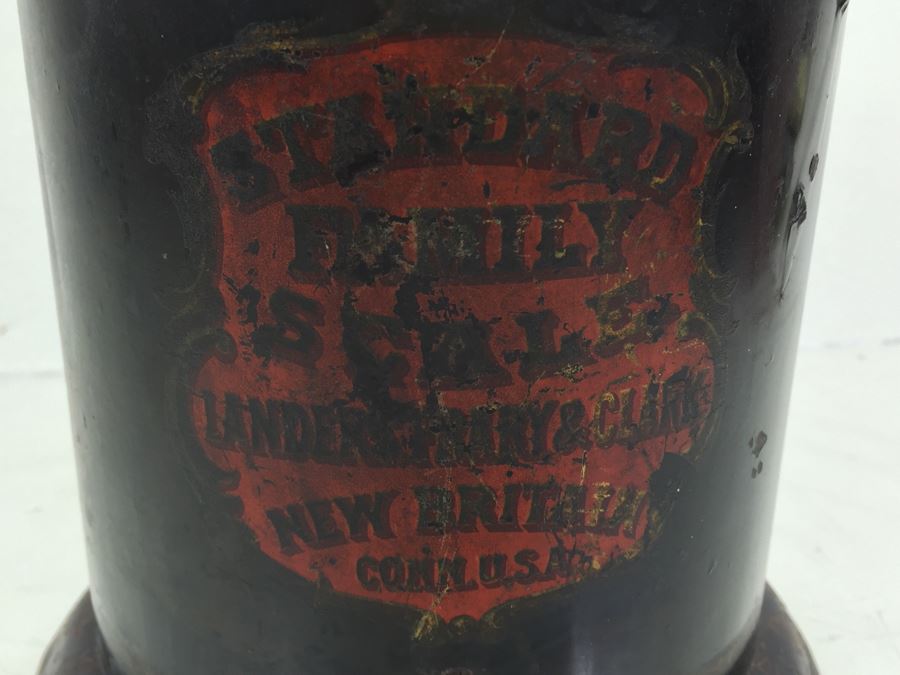 STANDARD
FAMILY
SCALE
LANDERS FRARY & CLARK
NEW BRITAIN
CONN. U.S.A.